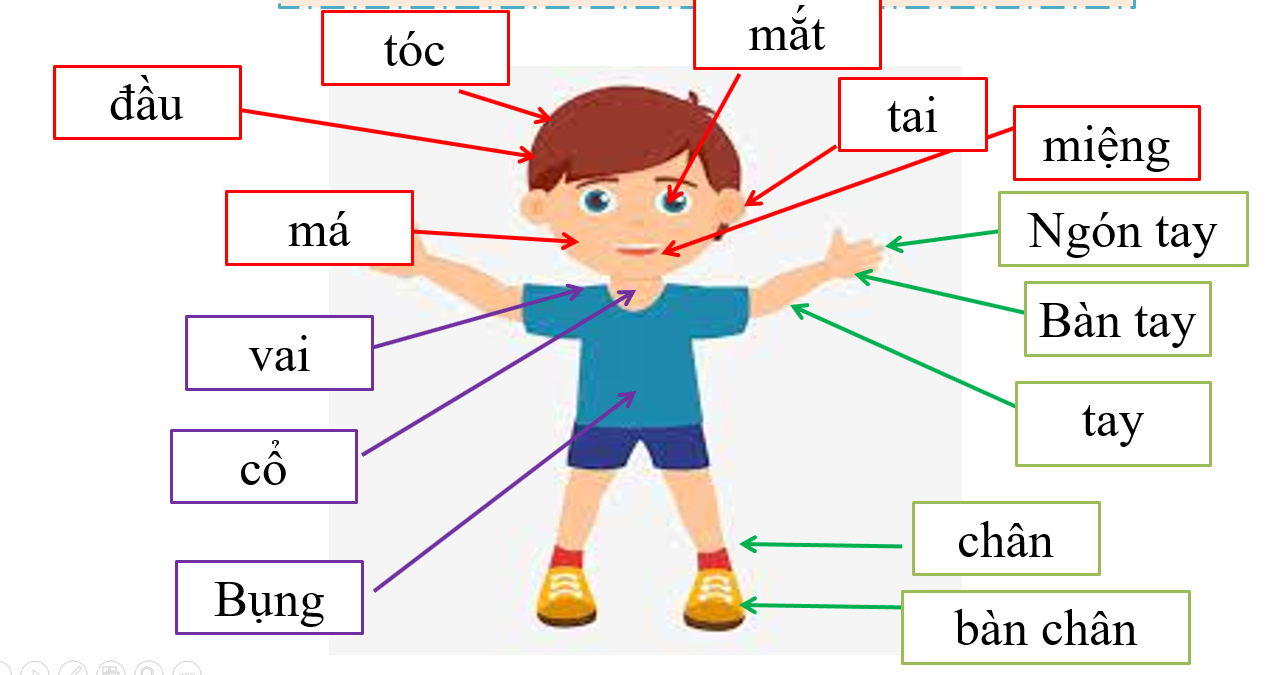 tóc
mắt
đầu
tai
miệng
má
Ngón tay
Bàn tay
vai
tay
cổ
chân
Bụng
bàn chân